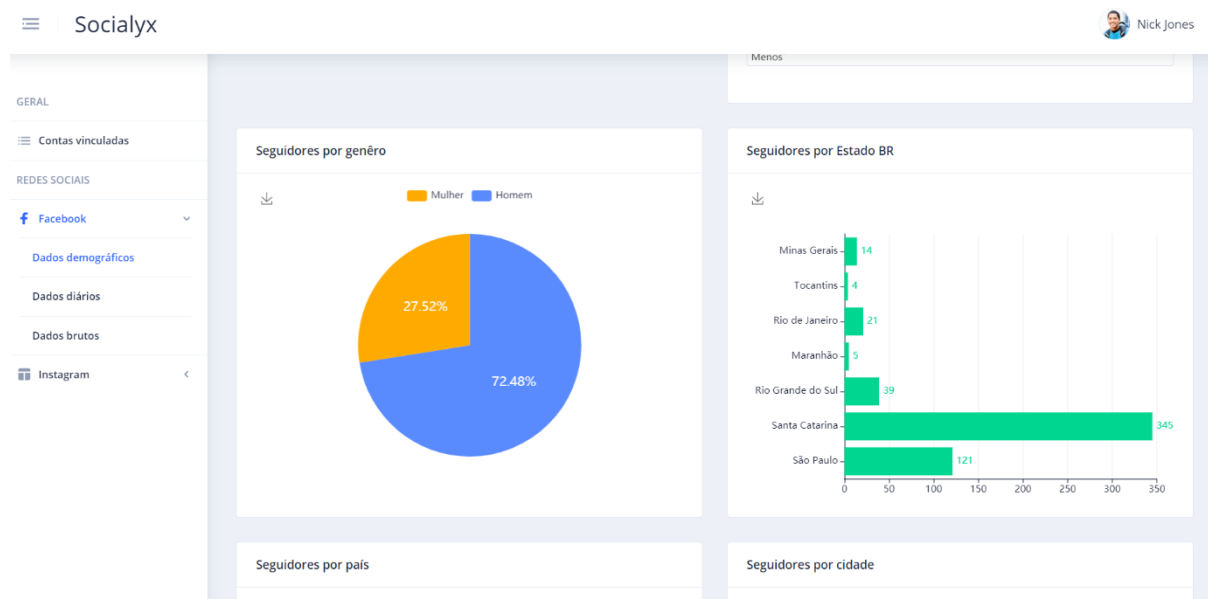 Socialyx
Nick Jones
GERAL
Contas vinculadas
REDES SOCIAIS
Facebook
Dados demográficos
Dados diários
Dados brutos
Instagram
Menos
Seguidores por genêro
Mulher Homem
27.52%
72.48%
Seguidores por Estado BR
Minas Gerais 14
Tocantins 4
Rio de Janeiro 21
Maranhão 5
Rio Grande do Sul 39
Santa Catarina 345
São Paulo 121
0 50 100 150 200 250 300 350
Seguidores por país
Seguidores por cidade